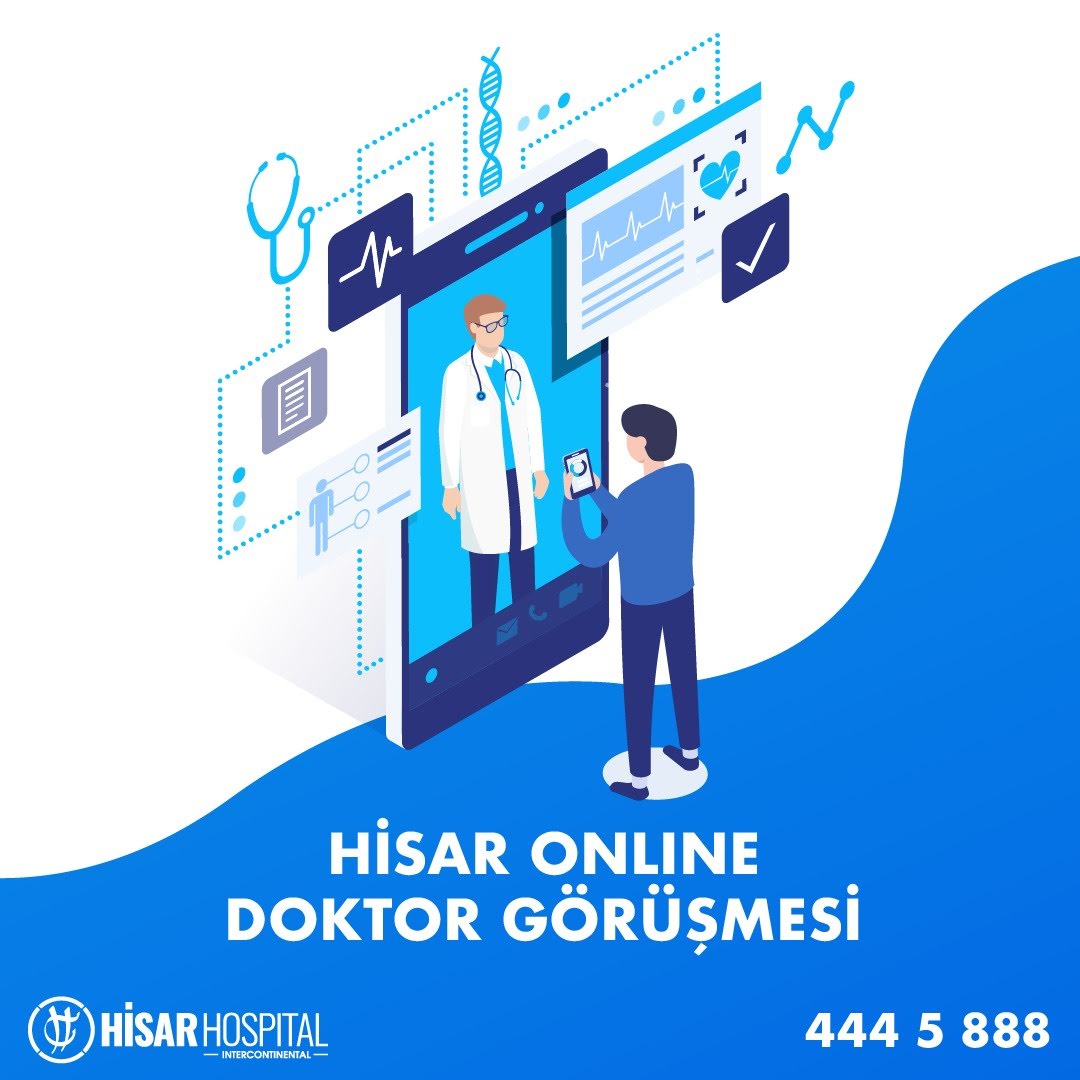 HİSAR ONLINE
DOKTOR GÖRÜŞMESİ
HİSAR HOSPITAL
INTERCONTINENTAL
444 5 888